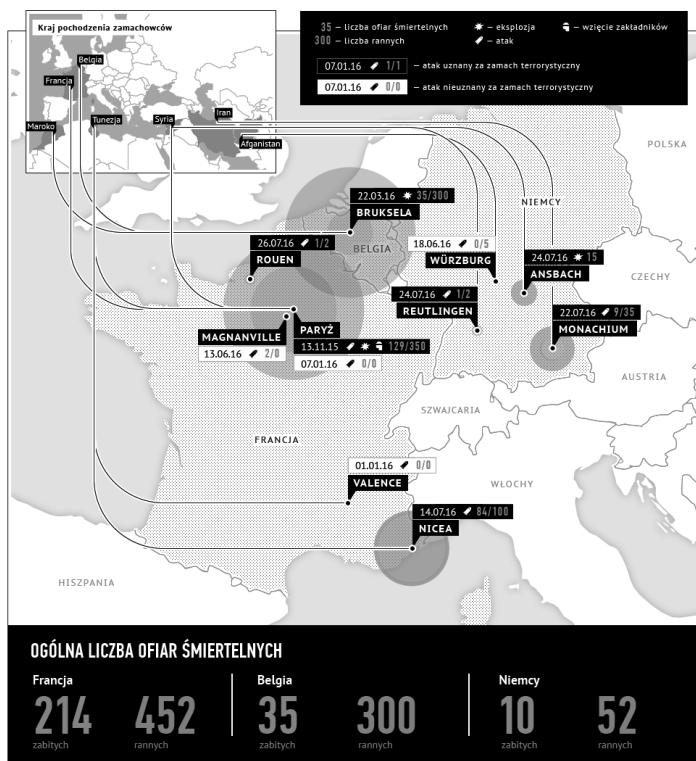 Kraj pochodzenia zamachowców
Belgia
Francja
Maroko
Tunezja
Syria
Iran
Afganistan
35 – liczba ofiar śmiertelnych
300 – liczba rannych
– eksplozja
– atak
– wzięcie zakładników
07.01.16 1/1 – atak uznany za zamach terrorystyczny
07.01.16 0/0 – atak nieuznany za zamach terrorystyczny
POLSKA
NIEMCY
22.03.16 35/300
BRUKSELA
BELGIA
26.07.16 1/2
ROUEN
18.06.16 0/5
WÜRZBURG
24.07.16 15
ANSBACH
CZECHY
24.07.16 1/2
REUTLINGEN
22.07.16 9/35
MONACHIUM
MAGNANVILLE
13.06.16 2/0
PARYŻ
13.11.15 129/350
07.01.16 0/0
AUSTRIA
SZWAJCARIA
FRANCJA
01.01.16 0/0
VALENCE
WŁOCHY
14.07.16 84/100
NICEA
HISZPANIA
OGÓLNA LICZBA OFIAR ŚMIERTELNYCH
Francja
214 452
zabitych rannych
Belgia
35 300
zabitych rannych
Niemcy
10 52
zabitych rannych